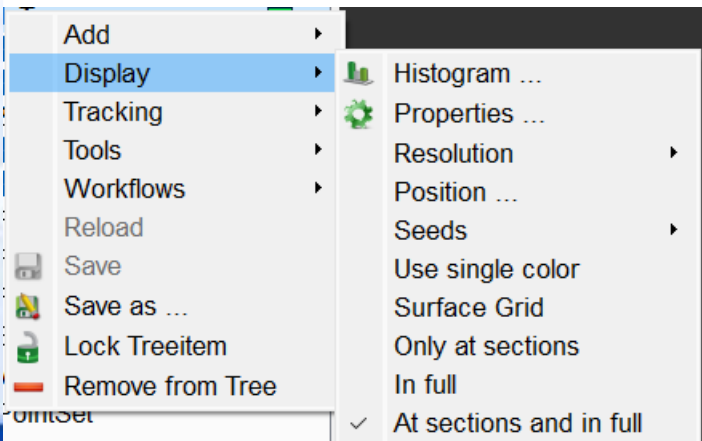 Add
Display
Tracking
Tools
Workflows
Reload
Save
Save as ...
Lock Treeitem
Remove from Tree
PointSet
Histogram ...
Properties ...
Resolution
Position ...
Seeds
Use single color
Surface Grid
Only at sections
In full
At sections and in full